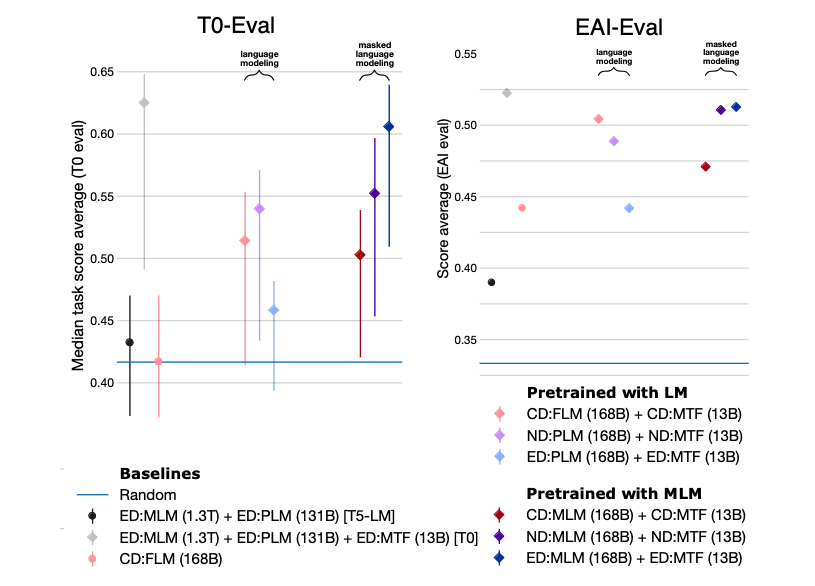 T0-Eval
language
modeling
masked
language
modeling
Median task score average (T0 eval)
0.65
0.60
0.55
0.50
0.45
0.40
EAI-Eval
language
modeling
masked
language
modeling
Score average (EAI eval)
0.55
0.50
0.45
0.40
0.35
Baselines
Random
ED:MLM (1.3T) + ED:PLM (131B) [T5-LM]
ED:MLM (1.3T) + ED:PLM (131B) + ED:MTF (13B) [T0]
CD:FLM (168B)
Pretrained with LM
CD:FLM (168B) + CD:MTF (13B)
ND:PLM (168B) + ND:MTF (13B)
ED:PLM (168B) + ED:MTF (13B)
Pretrained with MLM
CD:MLM (168B) + CD:MTF (13B)
ND:MLM (168B) + ND:MTF (13B)
ED:MLM (168B) + ED:MTF (13B)